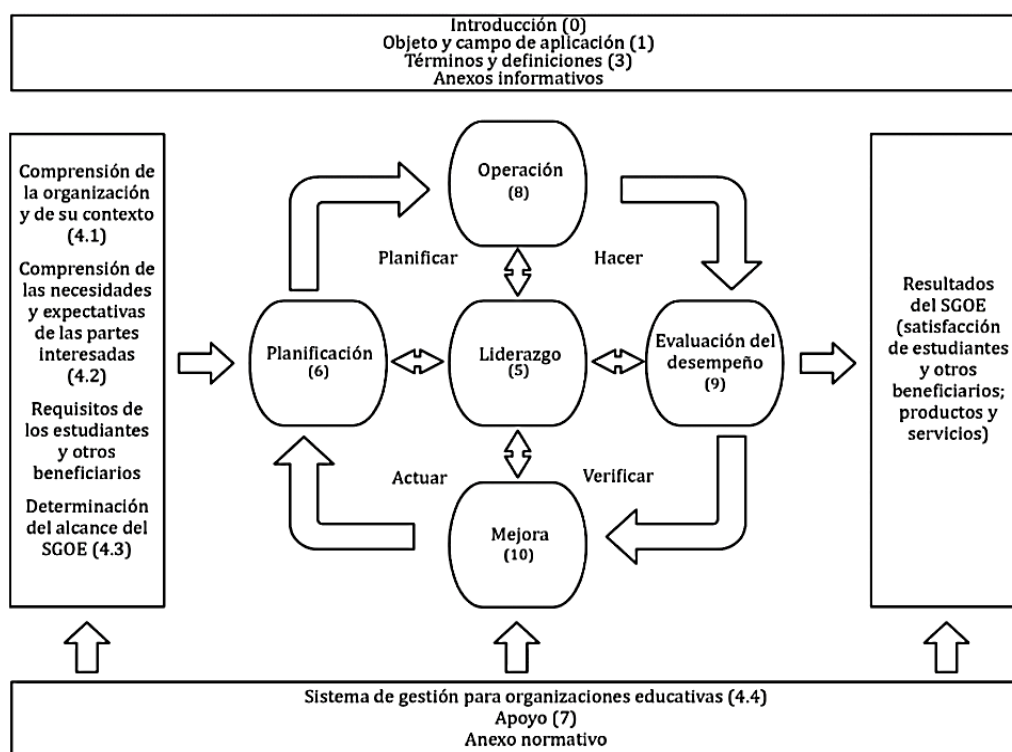 Introducción (0)
Objeto y campo de aplicación (1)
Términos y definiciones (3)
Anexos informativos
Comprensión de
la organización
y de su contexto
(4.1)
Comprensión de
las necesidades
y expectativas
de las partes
interesadas
(4.2)
Requisitos de
los estudiantes
y otros
beneficiarios
Determinación
del alcance del
SGOE (4.3)
Operación
(8)
Planificar
Hacer
Planificación
(6)
Liderazgo
(5)
Evaluación del
desempeño
(9)
Actuar
Verificar
Mejora
(10)
Resultados
del SGOE
(satisfacción
de estudiantes
y otros
beneficiarios;
productos y
servicios)
Sistema de gestión para organizaciones educativas (4.4)
Apoyo (7)
Anexo normativo